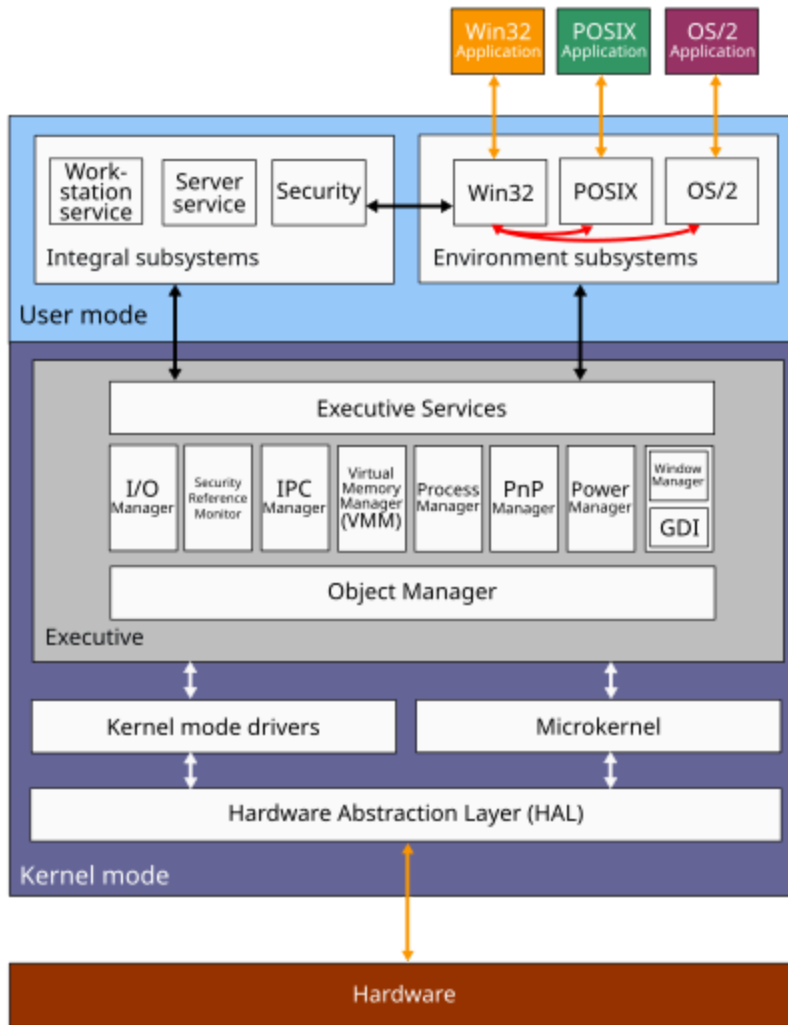 Win32
Application
POSIX
Application
OS/2
Application
Work-
station
service
Server
service
Security
Integral subsystems
Win32
POSIX
OS/2
Environment subsystems
User mode
Executive Services
I/O
Manager
Security
Reference
Monitor
IPC
Manager
Virtual
Memory
Manager
(VMM)
Process
Manager
PnP
Manager
Power
Manager
Window
Manager
GDI
Object Manager
Executive
Kernel mode drivers
Microkernel
Hardware Abstraction Layer (HAL)
Kernel mode
Hardware